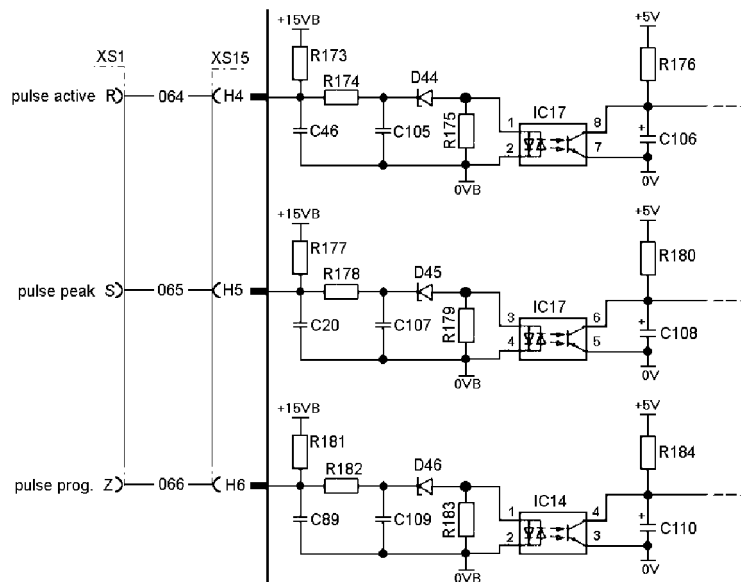 +15VB
+5V
XS1
XS15
R173
R174
D44
R176
pulse active R
064
H4
IC17
1
8
C46
C105
R175
2
7
+
C106
0VB
0V
+15VB
+5V
R177
R178
D45
R180
pulse peak S
065
H5
IC17
3
6
C20
C107
R179
4
5
+
C108
0VB
0V
+15VB
+5V
R181
R182
D46
R184
pulse prog. Z
066
H6
IC14
1
4
C89
C109
R183
2
3
+
C110
0VB
0V